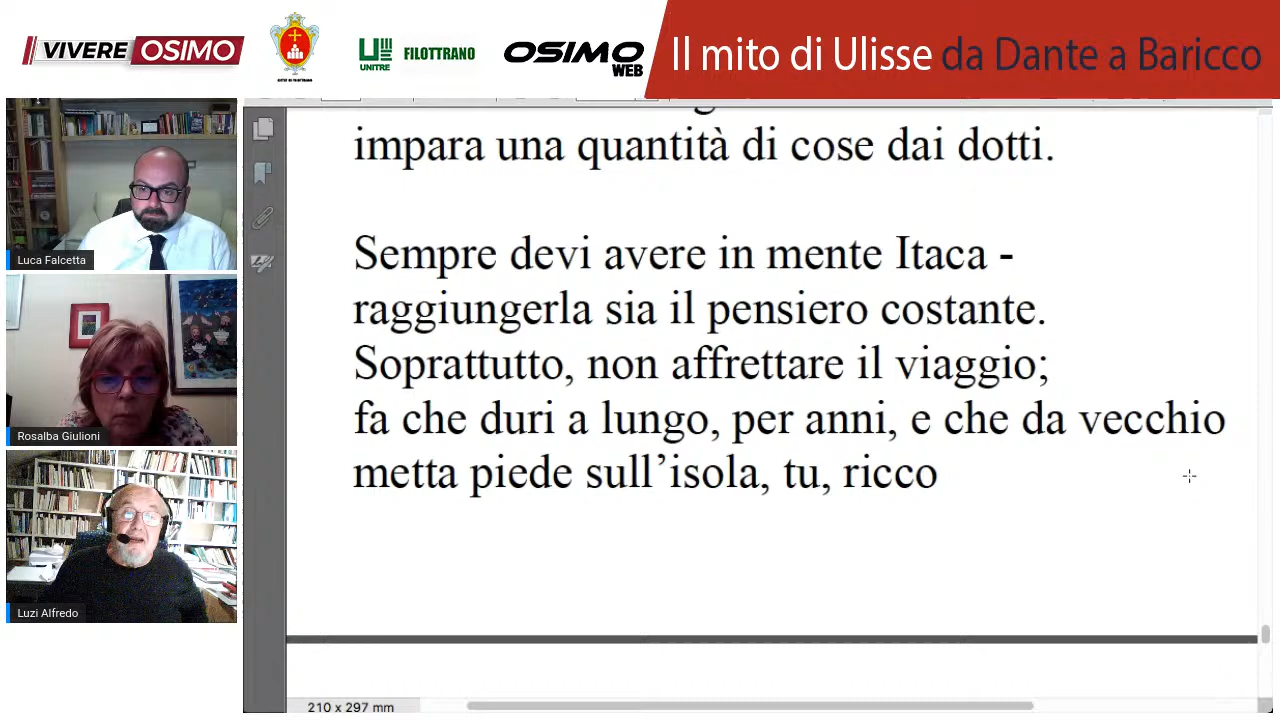 VIVERE OSIMO
UNITRE
FILOTTRANO
OSIMO
WEB
Il mito di Ulisse da Dante a Baricco
impara una quantità di cose dai dotti.
Sempre devi avere in mente Itaca -
raggiungerla sia il pensiero costante.
Soprattutto, non affrettare il viaggio;
fa che duri a lungo, per anni, e che da vecchio
metta piede sull’isola, tu, ricco
Luca Falcetta
Rosalba Giulioni
Luzi Alfredo
210 x 297 mm